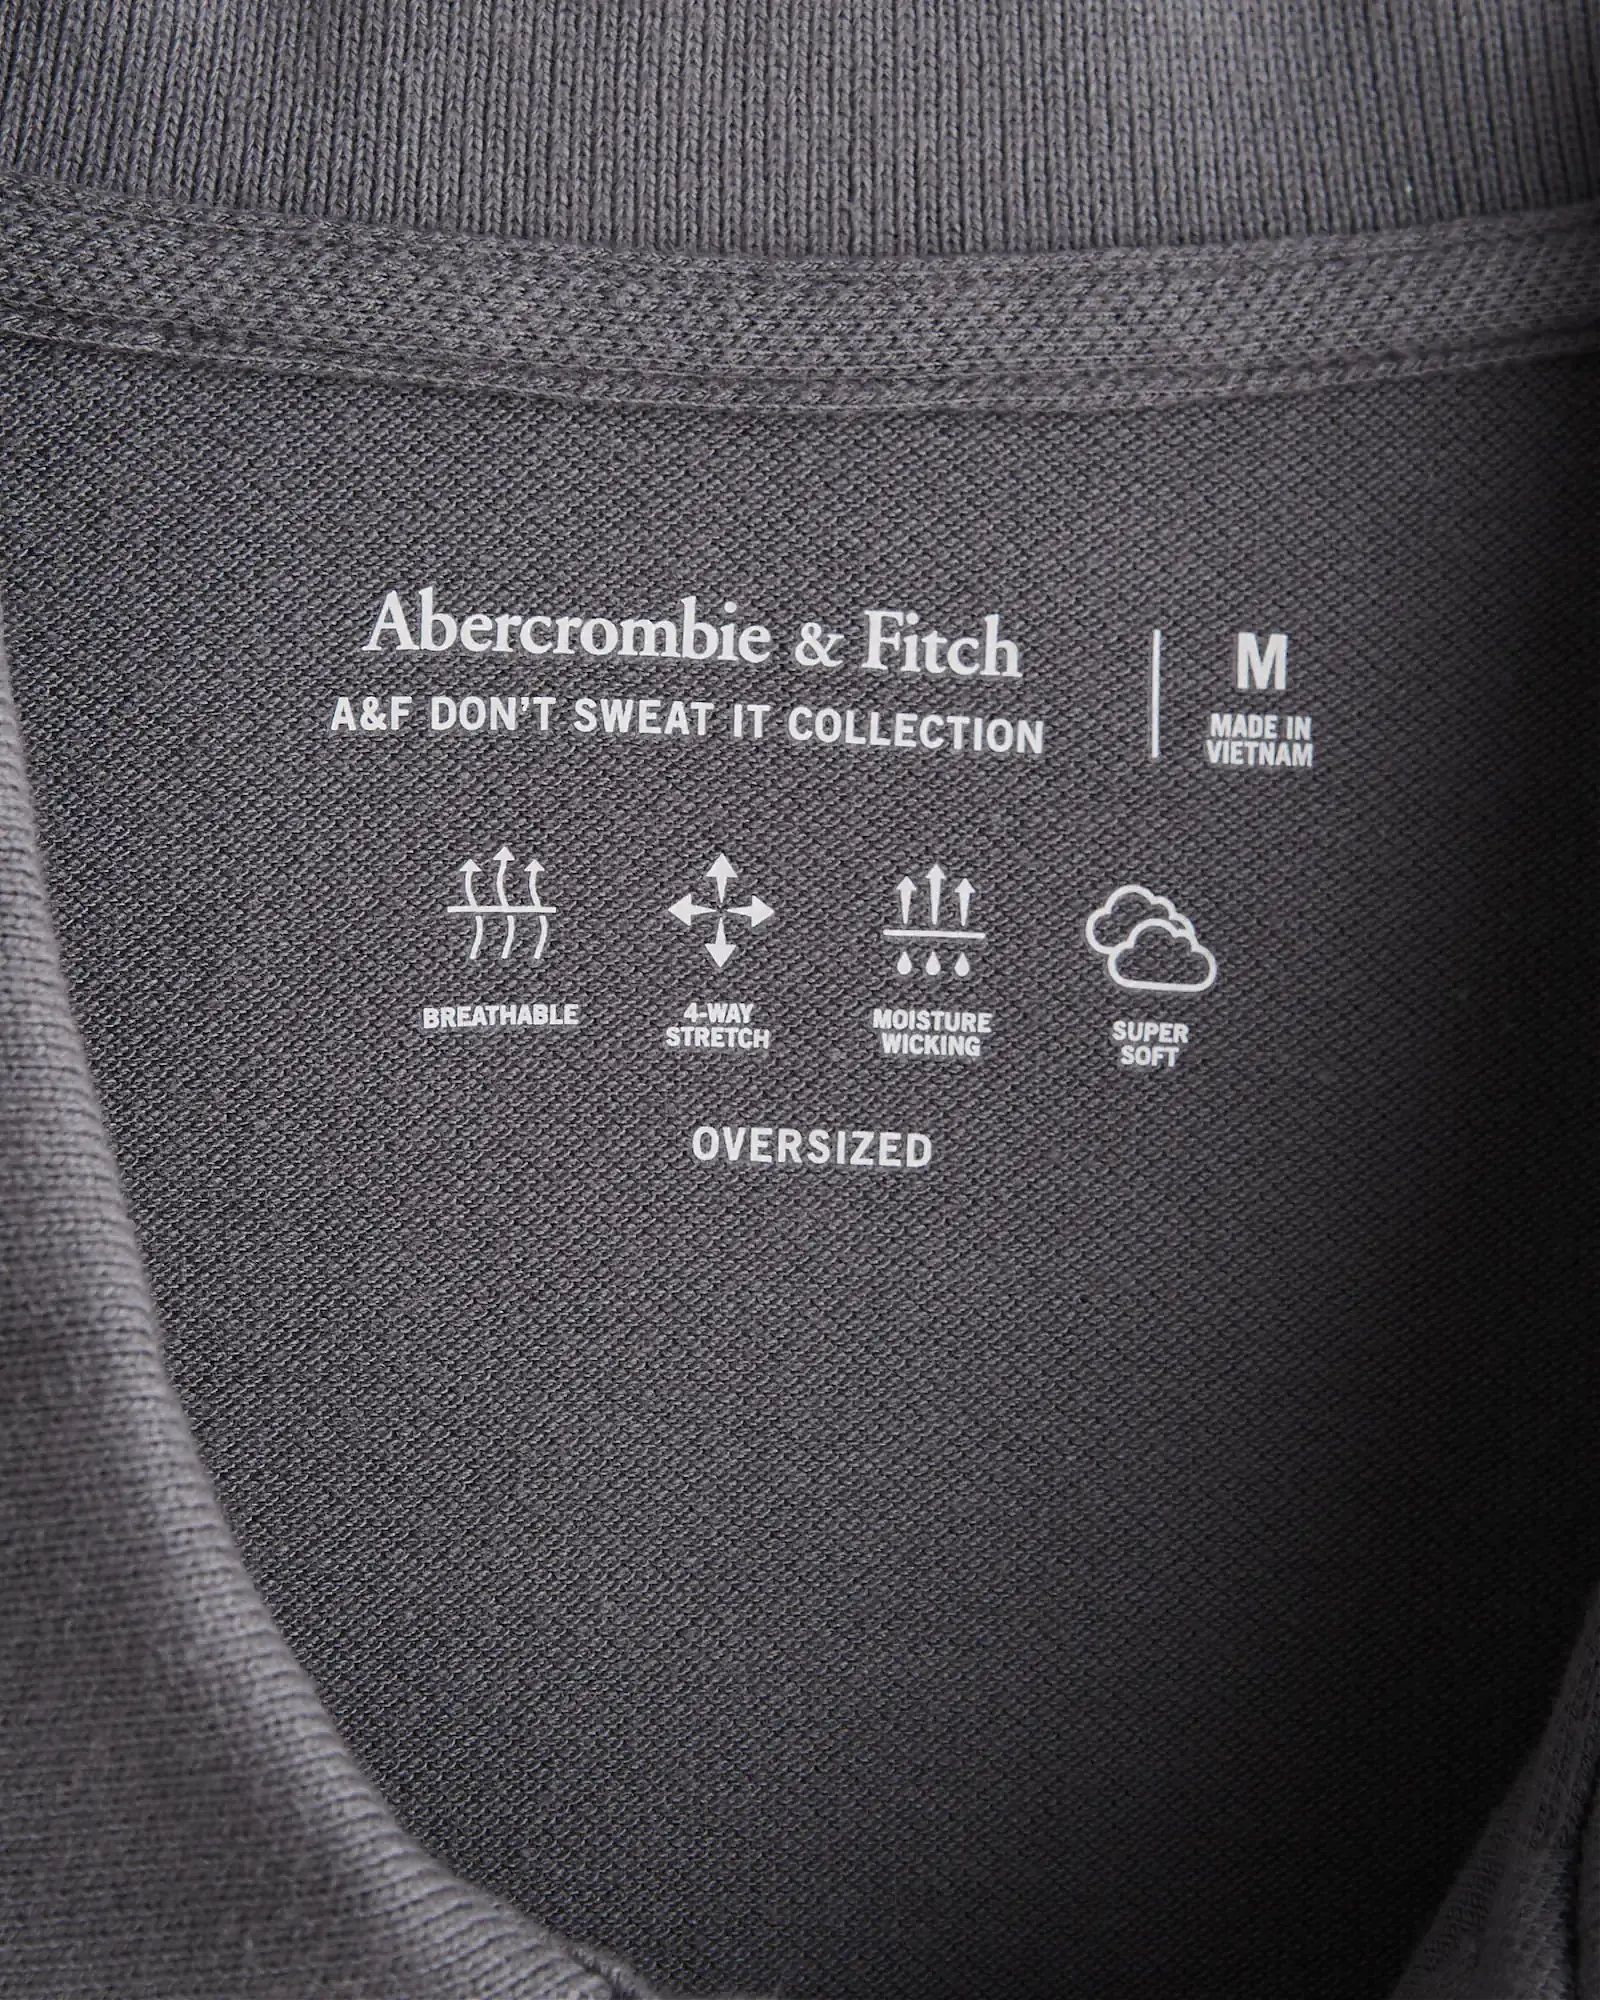 Abercrombie & Fitch
A&F DON'T SWEAT IT COLLECTION
M
MADE IN
VIETNAM
BREATHABLE
4-WAY
STRETCH
MOISTURE
WICKING
SUPER
SOFT
OVERSIZED